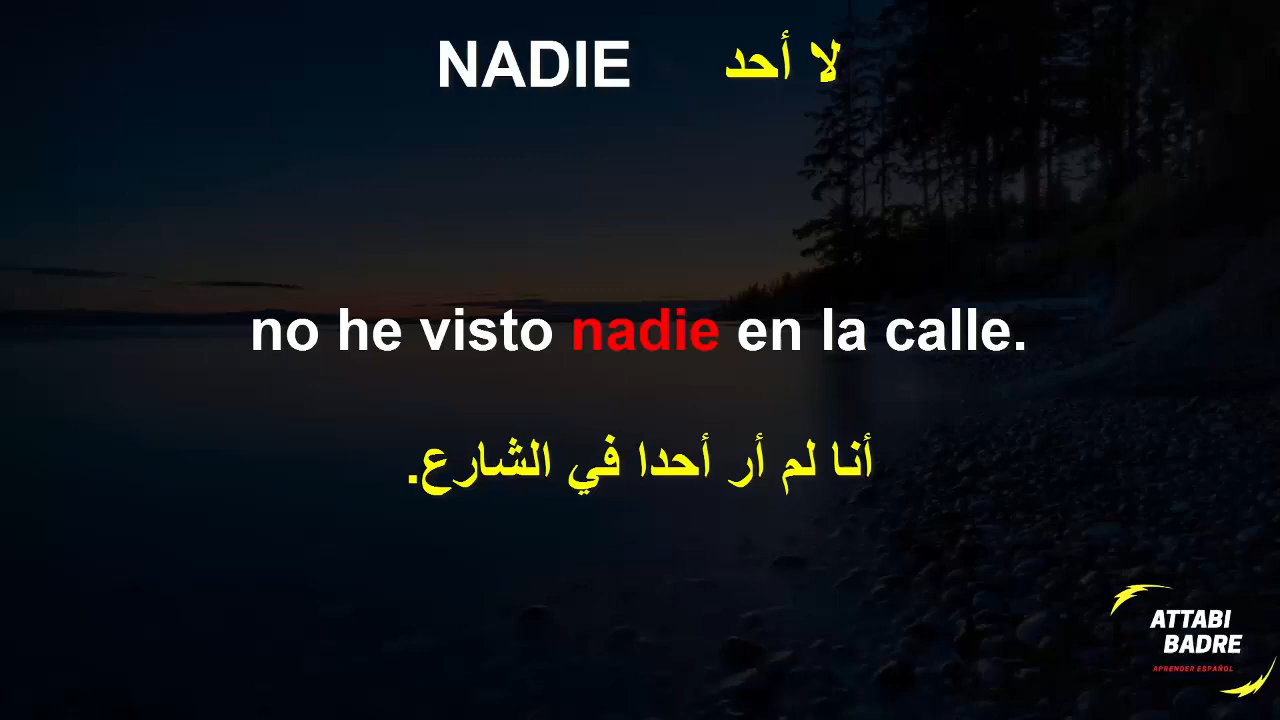 NADIE لا أحد
no he visto nadie en la calle.
أنا لم أر أحدا في الشارع.
ATTABI
BADRE
APRENDER ESPAÑOL